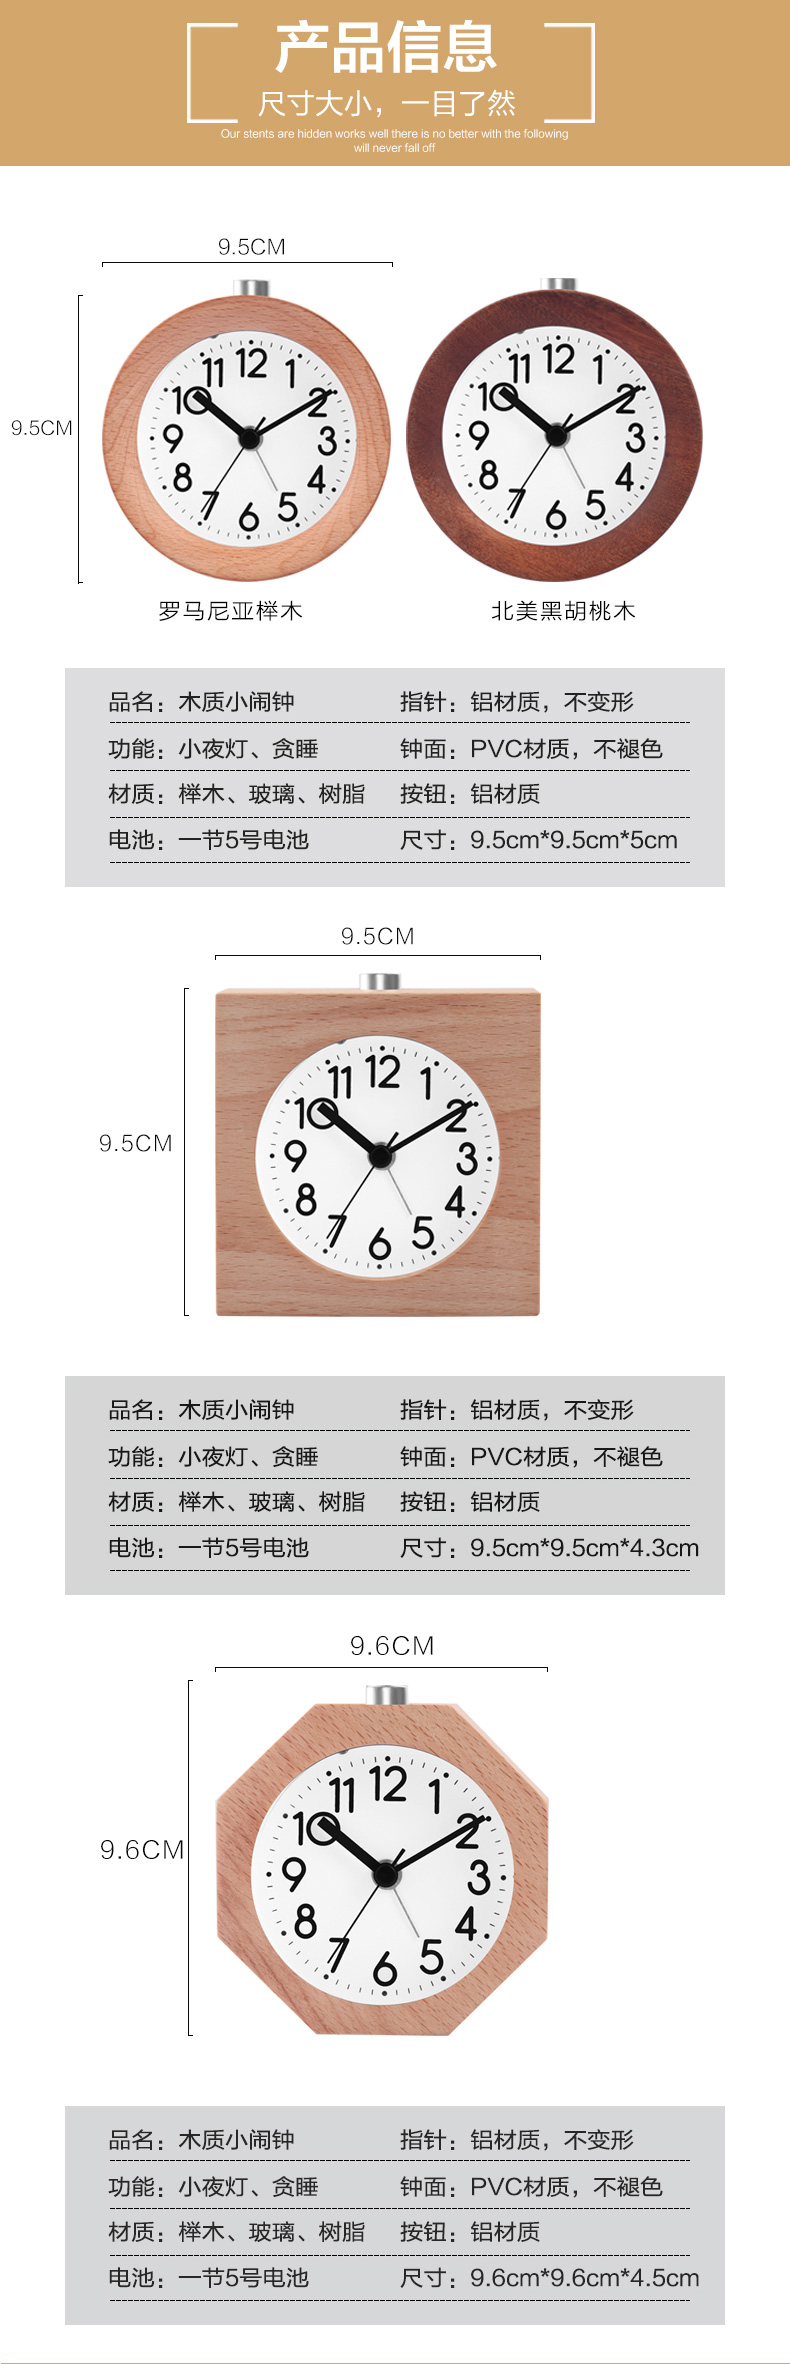 产品信息
尺寸大小，一目了然
Our stents are hidden works well there is no better with the following
will never fall off
9.5CM
9.5CM
12
11
1
10
2
9
3
8
4
7
5
6
12
11
1
10
2
9
3
8
4
7
5
6
罗马尼亚榉木
北美黑胡桃木
品名：木质小闹钟 指针：铝材质，不变形
功能：小夜灯、贪睡 钟面：PVC材质，不褪色
材质：榉木、玻璃、树脂 按钮：铝材质
电池：一节5号电池 尺寸：9.5cm*9.5cm*5cm
9.5CM
9.5CM
12
11
1
10
2
9
3
8
4
7
5
6
品名：木质小闹钟 指针：铝材质，不变形
功能：小夜灯、贪睡 钟面：PVC材质，不褪色
材质：榉木、玻璃、树脂 按钮：铝材质
电池：一节5号电池 尺寸：9.5cm*9.5cm*4.3cm
9.6CM
9.6CM
12
11
1
10
2
9
3
8
4
7
5
6
品名：木质小闹钟 指针：铝材质，不变形
功能：小夜灯、贪睡 钟面：PVC材质，不褪色
材质：榉木、玻璃、树脂 按钮：铝材质
电池：一节5号电池 尺寸：9.6cm*9.6cm*4.5cm